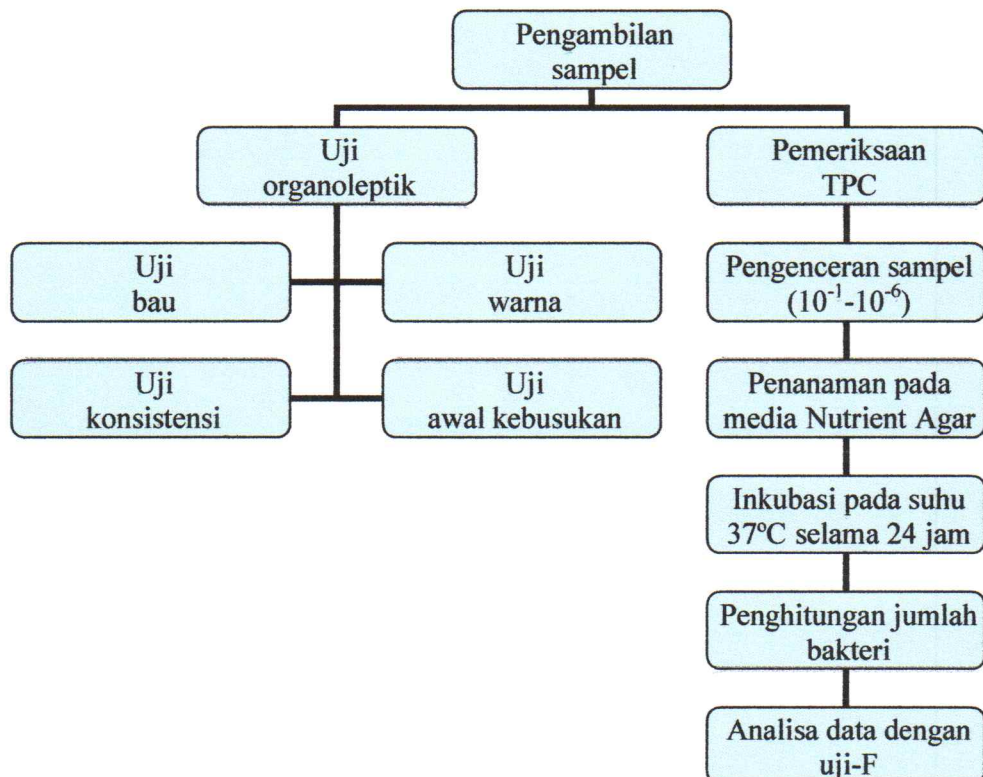 Pengambilan
sampel
Uji
organoleptik
Uji
bau
Uji
warna
Uji
konsistensi
Uji
awal kebusukan
Pemeriksaan
TPC
Pengenceran sampel
(10⁻¹-10⁻⁶)
Penanaman pada
media Nutrient Agar
Inkubasi pada suhu
37ºC selama 24 jam
Penghitungan jumlah
bakteri
Analisa data dengan
uji-F